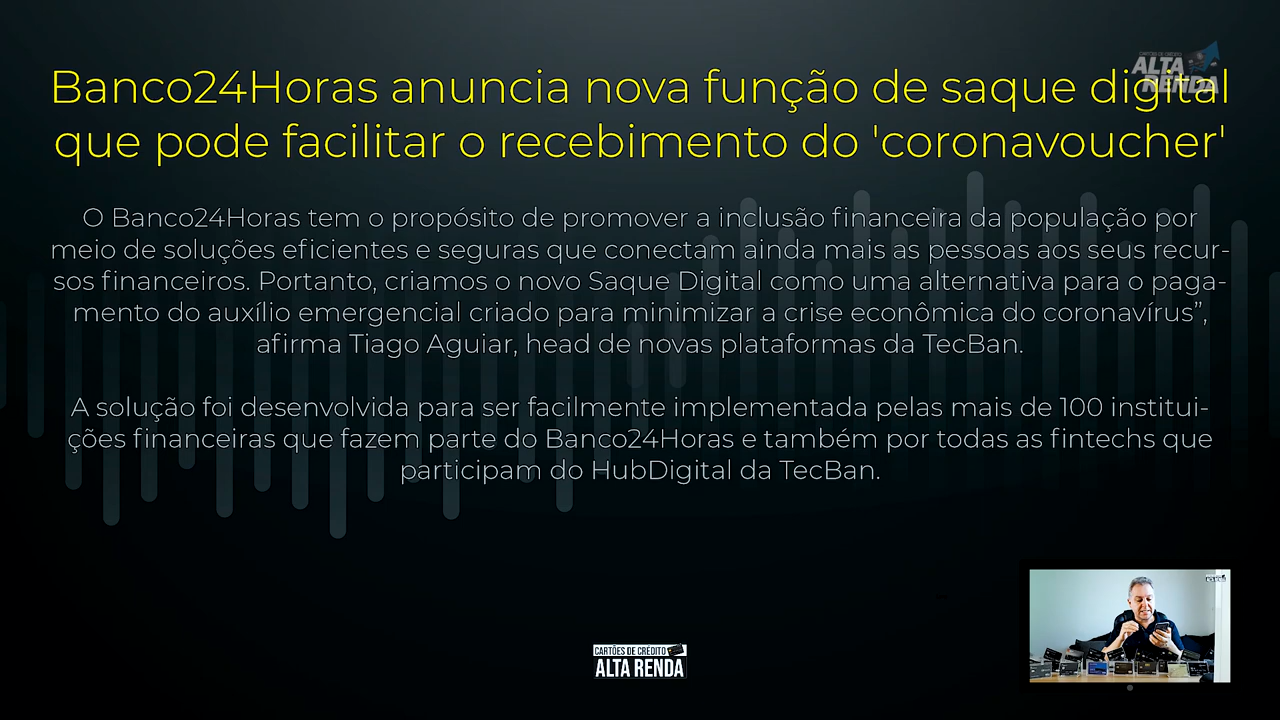 CARTÕES DE CRÉDITO
ALTA
RENDA
Banco24Horas anuncia nova função de saque digital
que pode facilitar o recebimento do 'coronavoucher'
O Banco24Horas tem o propósito de promover a inclusão financeira da população por
meio de soluções eficientes e seguras que conectam ainda mais as pessoas aos seus recur-
sos financeiros. Portanto, criamos o novo Saque Digital como uma alternativa para o paga-
mento do auxílio emergencial criado para minimizar a crise econômica do coronavírus”,
afirma Tiago Aguiar, head de novas plataformas da TecBan.
A solução foi desenvolvida para ser facilmente implementada pelas mais de 100 institui-
ções financeiras que fazem parte do Banco24Horas e também por todas as fintechs que
participam do HubDigital da TecBan.
CARTÕES DE CRÉDITO
ALTA RENDA